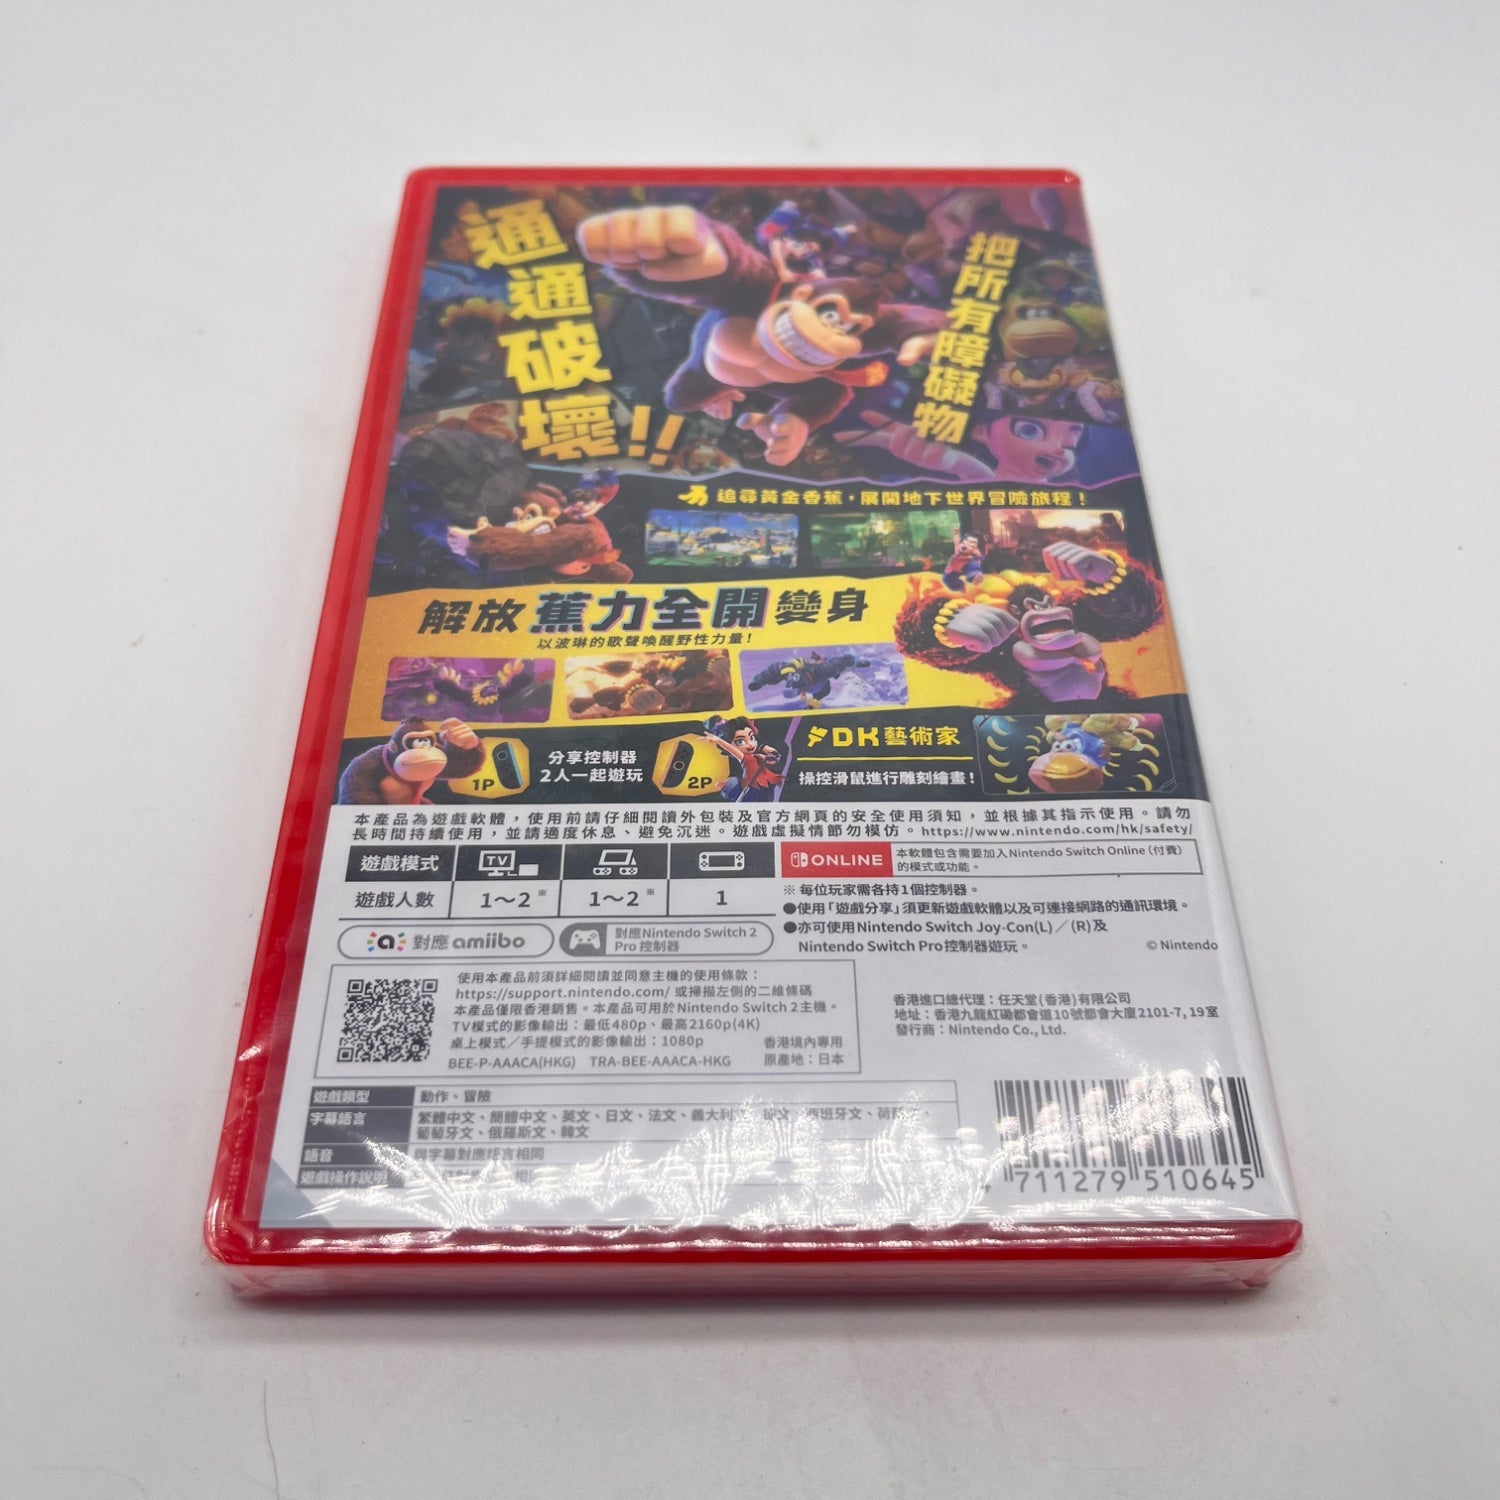 把所有障礙物
通通破壞!!
追尋黃金香蕉,展開地下世界冒險旅程!
解放蕉力全開變身
以波琳的歌聲喚醒野性力量!
1P
分享控制器
2人一起遊玩
2P
DK藝術家
操控滑鼠進行雕刻繪畫!
本產品為遊戲軟體,使用前請仔細閱讀外包裝及官方網頁的安全使用須知,並根據其指示使用。請勿
長時間持續使用,並請適度休息、避免沉迷。遊戲虛擬情節勿模仿。https://www.nintendo.com/hk/safety/
遊戲模式 TV
遊戲人數 1~2※ 1~2※ 1
ONLINE
本軟體包含需要加入Nintendo Switch Online(付費)
的模式或功能。
※ 每位玩家需各持1個控制器。
●使用「遊戲分享」須更新遊戲軟體以及可連接網路的通訊環境。
●亦可使用Nintendo Switch Joy-Con(L)/(R)及
Nintendo Switch Pro控制器遊玩。
© Nintendo
對應amiibo
對應Nintendo Switch 2
Pro控制器
使用本產品前須詳細閱讀並同意主機的使用條款:
https://support.nintendo.com/ 或掃描左側的二維條碼
本產品僅限香港銷售。本產品可用於Nintendo Switch 2主機。
TV模式的影像輸出:最低480p、最高2160p(4K)
桌上模式/手提模式的影像輸出:1080p 香港境內專用
BEE-P-AAACA(HKG) TRA-BEE-AAACA-HKG 原產地:日本
香港進口總代理:任天堂(香港)有限公司
地址:香港九龍紅磡都會道10號都會大廈2101-7, 19室
發行商:Nintendo Co., Ltd.
遊戲類型 動作、冒險
字幕語言 繁體中文、簡體中文、英文、日文、法文、義大利
葡萄牙文、俄羅斯文、韓文
語音 與字幕對應語言相同
遊戲操作說明
711279 510645